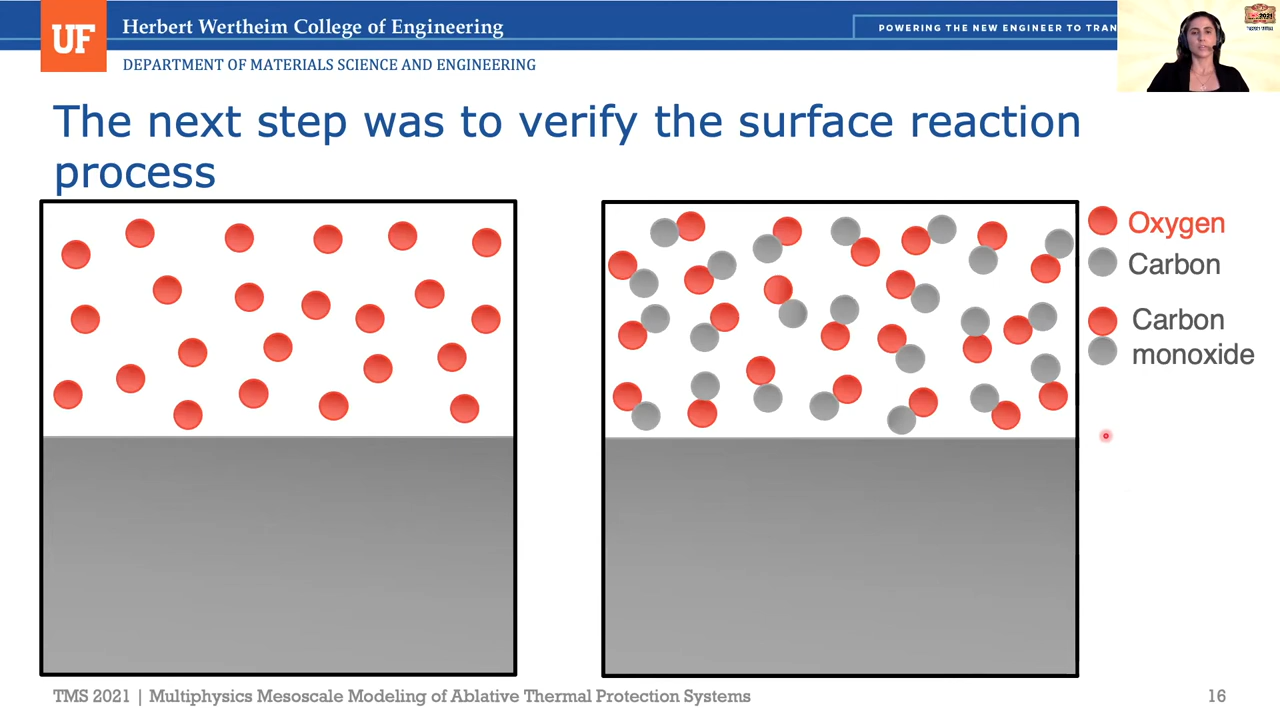 UF
Herbert Wertheim College of Engineering
POWERING THE NEW ENGINEER TO TRAN
DEPARTMENT OF MATERIALS SCIENCE AND ENGINEERING
The next step was to verify the surface reaction
process
Oxygen
Carbon
Carbon
monoxide
TMS 2021 | Multiphysics Mesoscale Modeling of Ablative Thermal Protection Systems
16